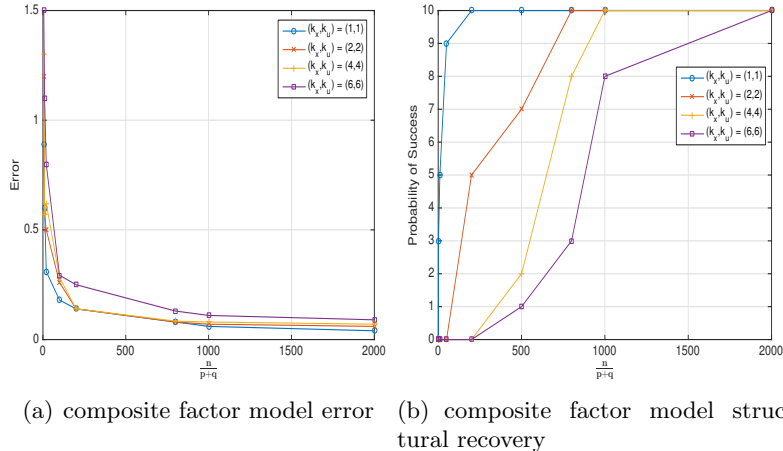 1.5
1
0.5
0
Error
0 500 1000 1500 2000
n
p+q
(k_x,k_u) = (1,1)
(k_x,k_u) = (2,2)
(k_x,k_u) = (4,4)
(k_x,k_u) = (6,6)
(a) composite factor model error
10
9
8
7
6
5
4
3
2
1
0
Probability of Success
0 500 1000 1500 2000
n
p+q
(k_x,k_u) = (1,1)
(k_x,k_u) = (2,2)
(k_x,k_u) = (4,4)
(k_x,k_u) = (6,6)
(b) composite factor model struc
tural recovery